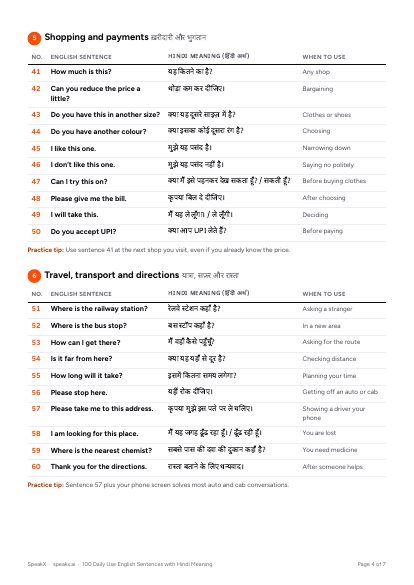 5 Shopping and payments ख़रीदारी और भुगतान
NO. ENGLISH SENTENCE HINDI MEANING (हिंदी अर्थ) WHEN TO USE
41 How much is this? यह कितने का है? Any shop
42 Can you reduce the price a little? थोड़ा कम कर दीजिए। Bargaining
43 Do you have this in another size? क्या यह दूसरे साइज़ में है? Clothes or shoes
44 Do you have another colour? क्या इसका कोई दूसरा रंग है? Choosing
45 I like this one. मुझे यह पसंद है। Narrowing down
46 I don't like this one. मुझे यह पसंद नहीं है। Saying no politely
47 Can I try this on? क्या मैं इसे पहनकर देख सकता हूँ? / सकती हूँ? Before buying clothes
48 Please give me the bill. कृपया बिल दे दीजिए। After choosing
49 I will take this. मैं यह ले लूँगा / ले लूँगी। Deciding
50 Do you accept UPI? क्या आप UPI लेते हैं? Before paying
Practice tip: Use sentence 41 at the next shop you visit, even if you already know the price.
6 Travel, transport and directions यात्रा, सफ़र और रास्ता
NO. ENGLISH SENTENCE HINDI MEANING (हिंदी अर्थ) WHEN TO USE
51 Where is the railway station? रेलवे स्टेशन कहाँ है? Asking a stranger
52 Where is the bus stop? बस स्टॉप कहाँ है? In a new area
53 How can I get there? मैं वहाँ कैसे पहुँचूँ? Asking for the route
54 Is it far from here? क्या यह यहाँ से दूर है? Checking distance
55 How long will it take? इसमें कितना समय लगेगा? Planning your time
56 Please stop here. यहीं रोक दीजिए। Getting off an auto or cab
57 Please take me to this address. कृपया मुझे इस पते पर ले चलिए। Showing a driver your phone
58 I am looking for this place. मैं यह जगह ढूँढ रहा हूँ। / ढूँढ रही हूँ। You are lost
59 Where is the nearest chemist? सबसे पास की दवा की दुकान कहाँ है? You need medicine
60 Thank you for the directions. रास्ता बताने के लिए धन्यवाद। After someone helps
Practice tip: Sentence 57 plus your phone screen solves most auto and cab conversations.
SpeakX · speakx.ai · 100 Daily Use English Sentences with Hindi Meaning Page 4 of 7